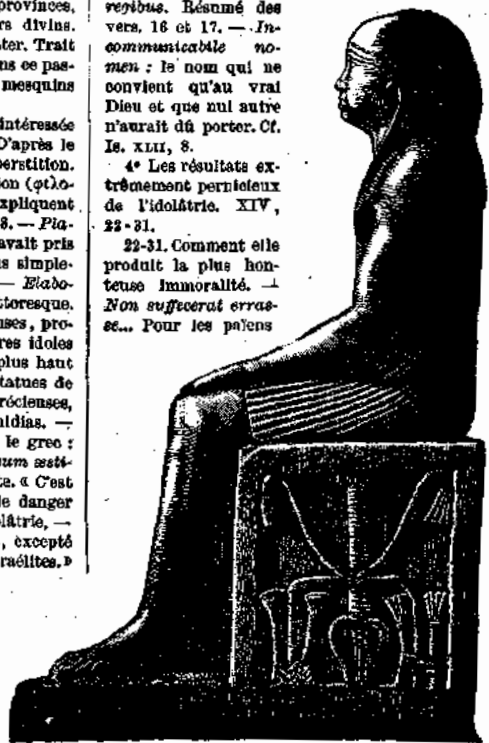 provinces,
rs divins.
ter. Trait
ns ce pas-
mesquins
intéressée
D'après le
perstition.
on (φιλο-
xpliquent
8. — Pla-
avait pris
us simple-
— Elabo-
ttoresque.
uses, pro-
res idoles
plus haut
tatues de
récieuses,
aldias. —
le grec :
um æsti-
te. « C'est
le danger
lâtrie, —
, excepté
raélites. »
regibus. Résumé des
vers. 16 et 17. — In-
communicabile no-
men : le nom qui ne
convient qu'au vrai
Dieu et que nul autre
n'aurait dû porter. Cf.
Is. XLII, 8.
4° Les résultats ex-
trêmement pernicieux
de l'idolâtrie. XIV,
22-31.
22-31. Comment elle
produit la plus hon-
teuse immoralité. —
Non suffecerat erras-
se... Pour les païens